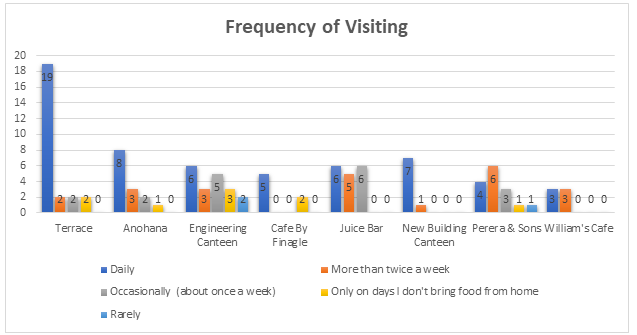 Frequency of Visiting
20
18
16
14
12
10
8
6
4
2
0
19 2 2 2 0
8 3 2 1 0
6 3 5 3 2
5 0 0 2 0
6 5 6 0 0
7 1 0 0 0
4 6 3 1 1
3 3 0 0 0
Terrace
Anohana
Engineering
Canteen
Cafe By
Finagle
Juice Bar
New Building
Canteen
Perera & Sons
William's Cafe
Daily
More than twice a week
Occasionally (about once a week)
Only on days I don't bring food from home
Rarely